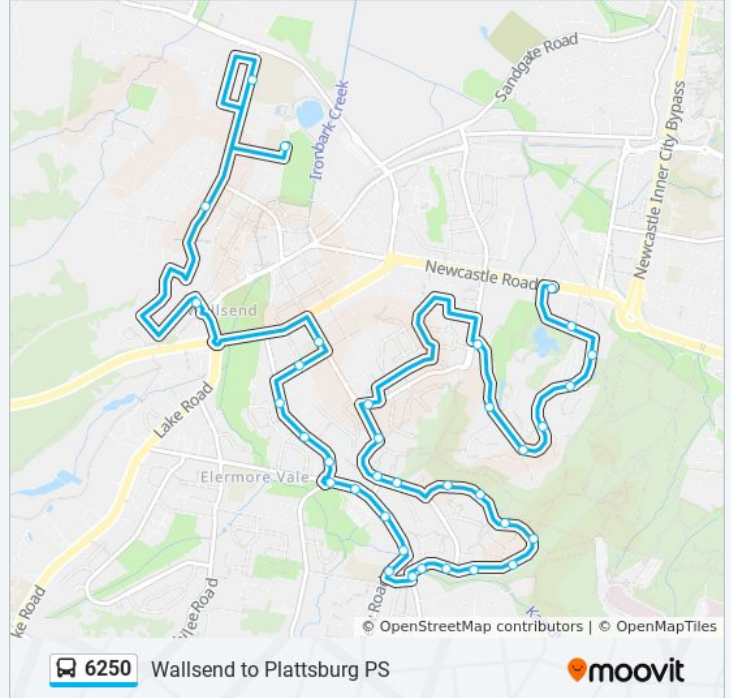 Sandgate Road
Ironbark Creek
Newcastle Inner City Bypass
Newcastle Road
Wallsend
Lake Road
Elermore Vale
Road
ke Road
© OpenStreetMap contributors | © OpenMapTiles
6250 Wallsend to Plattsburg PS
moovit